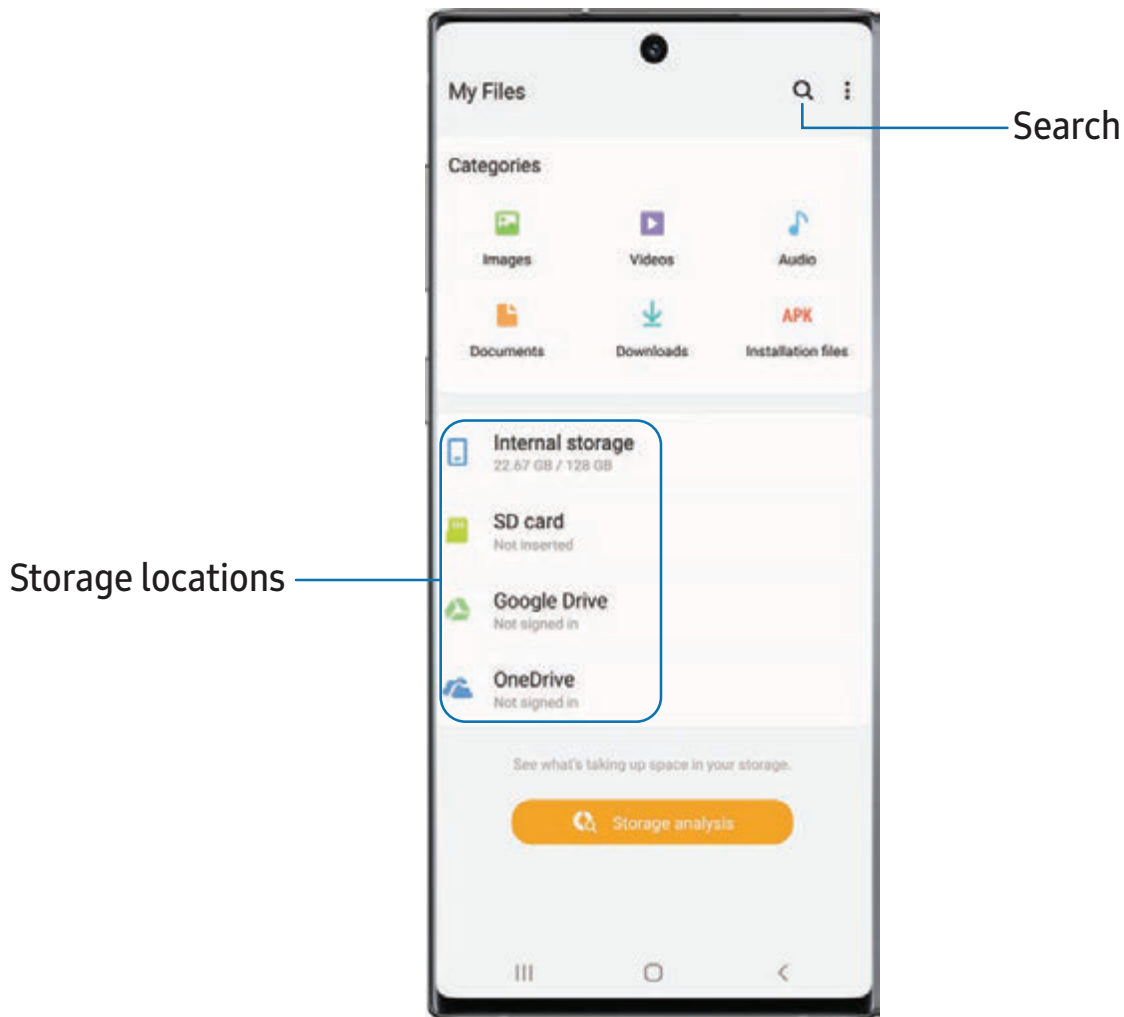 My Files
Search
Categories
Images Videos Audio
APK
Documents Downloads Installation files
Internal storage
22.67 GB / 128 GB
SD card
Not inserted
Storage locations
Google Drive
Not signed in
OneDrive
Not signed in
See what's taking up space in your storage.
Storage analysis